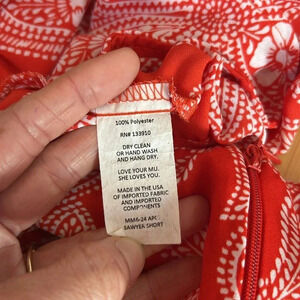 100% Polyester
RN# 133910
DRY CLEAN
OR HAND WASH
AND HANG DRY.
LOVE YOUR MU.
SHE LOVES YOU.
MADE IN THE USA
OF IMPORTED FABRIC
AND IMPORTED
COMPONENTS
MM6-24 APC
SAWYER SHORT